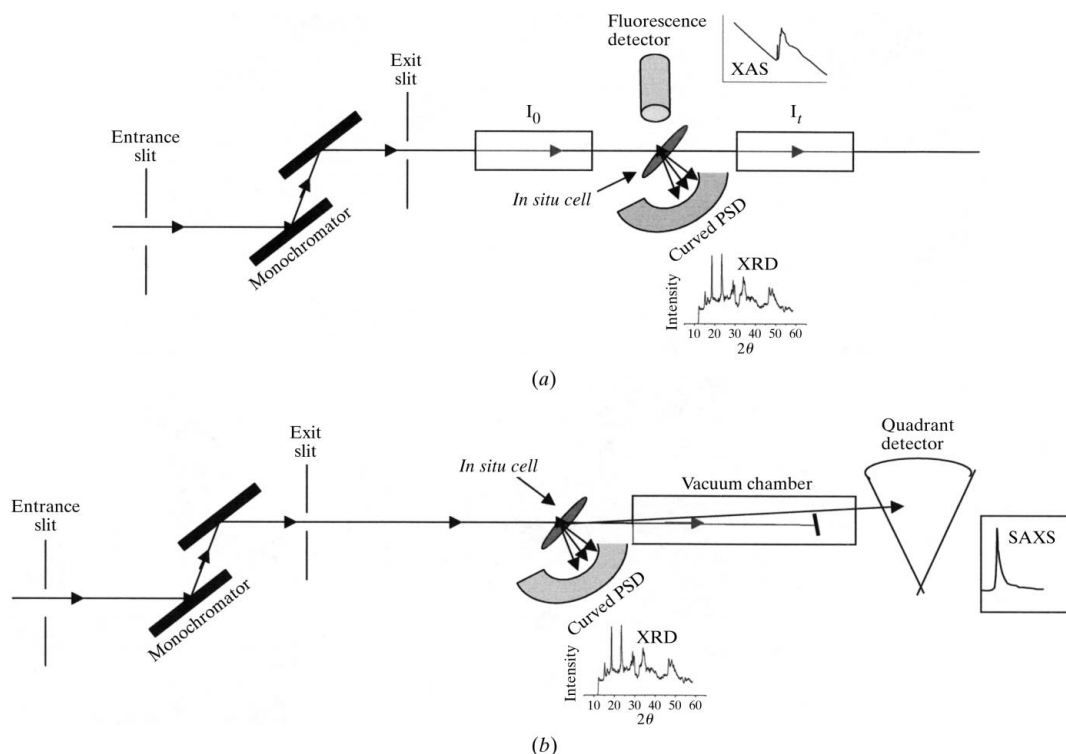 Fluorescence
detector
XAS
Exit
slit
I0
It
Entrance
slit
In situ cell
Monochromator
Curved PSD
XRD
Intensity
10 20 30 40 50 60
2θ
(a)
Quadrant
detector
Exit
slit
In situ cell
Vacuum chamber
Entrance
slit
SAXS
Monochromator
Curved PSD
XRD
Intensity
10 20 30 40 50 60
2θ
(b)